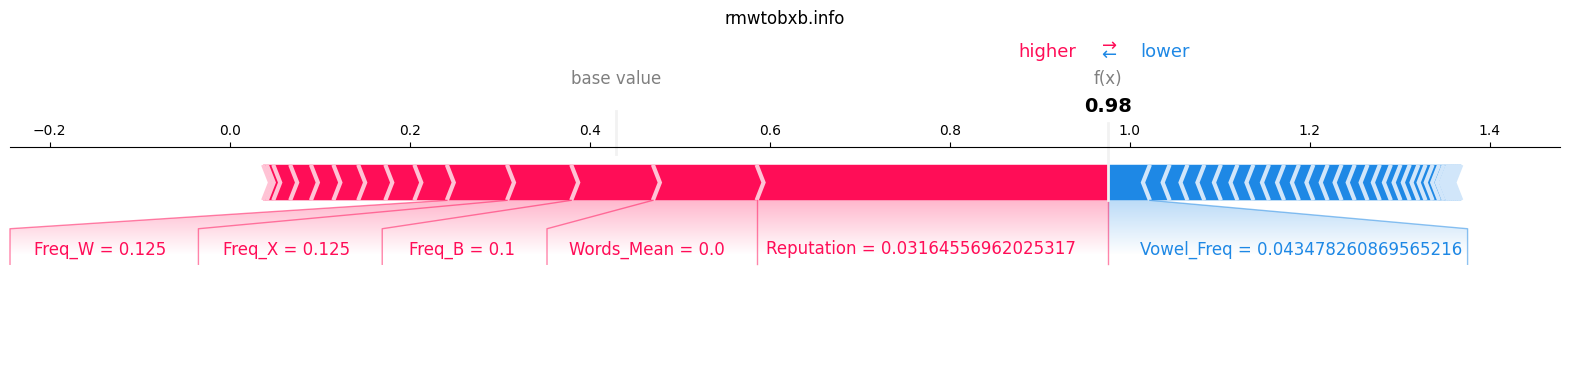 rmwtobxb.info
higher ⇄ lower
base value f(x)
0.98
−0.2 0.0 0.2 0.4 0.6 0.8 1.0 1.2 1.4
Freq_W = 0.125 Freq_X = 0.125 Freq_B = 0.1 Words_Mean = 0.0 Reputation = 0.03164556962025317 Vowel_Freq = 0.043478260869565216